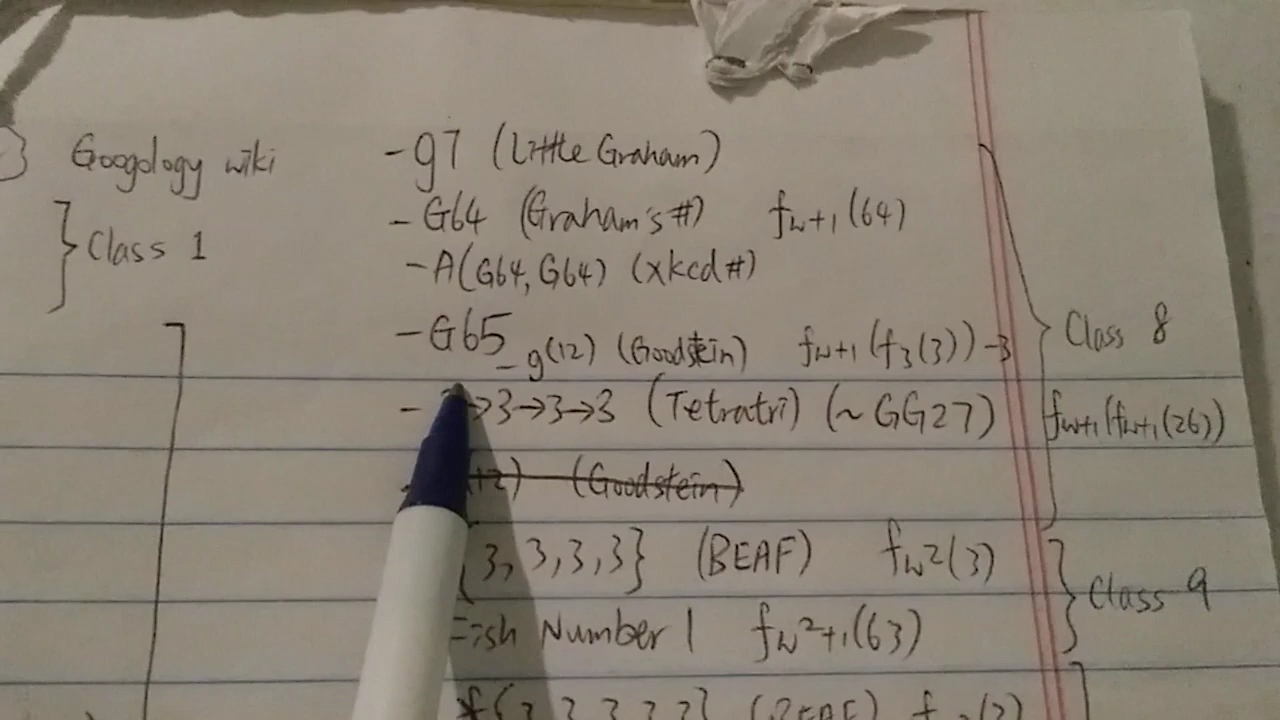 Googology wiki
Class 1
- g7 (Little Graham)
- G64 (Graham's #) fω+1(64)
- A(G64, G64) (xkcd #)
- G65
- g(12) (Goodstein) fω+1(f3(3))-3
- →3→3→3 (Tetratri) (~GG27) fω+1(fω+1(26))
12) (Goodstein)
Class 8
3, 3, 3, 3} (BEAF) fω2(3)
ish Number 1 fω²+1(63)
Class 9